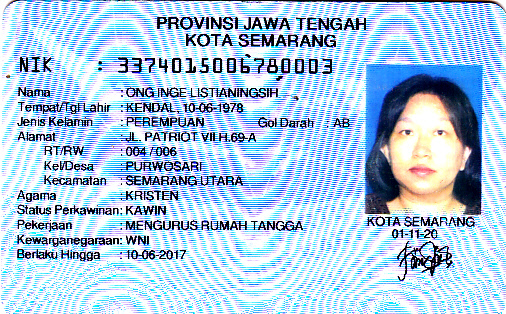 PROVINSI JAWA TENGAH
KOTA SEMARANG
NIK : 3374015006780003
Nama : ONG INGE LISTIANINGSIH
Tempat/Tgl Lahir : KENDAL, 10-06-1978
Jenis Kelamin : PEREMPUAN Gol Darah : AB
Alamat : JL. PATRIOT VII H.69-A
RT/RW : 004 / 006
Kel/Desa : PURWOSARI
Kecamatan : SEMARANG UTARA
Agama : KRISTEN
Status Perkawinan: KAWIN
Pekerjaan : MENGURUS RUMAH TANGGA
Kewarganegaraan: WNI
Berlaku Hingga : 10-06-2017
KOTA SEMARANG
01-11-20